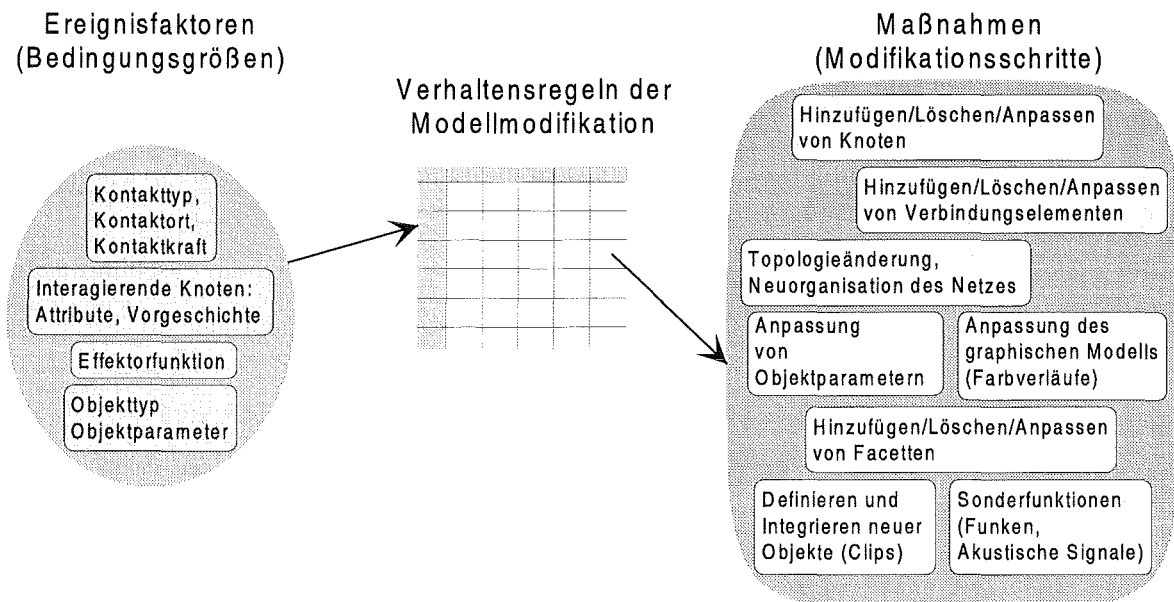 Ereignisfaktoren
(Bedingungsgrößen)
Verhaltensregeln der
Modellmodifikation
Maßnahmen
(Modifikationsschritte)
Kontakttyp,
Kontaktort,
Kontaktkraft
Interagierende Knoten:
Attribute, Vorgeschichte
Effektorfunktion
Objekttyp
Objektparameter
Hinzufügen/Löschen/Anpassen
von Knoten
Hinzufügen/Löschen/Anpassen
von Verbindungselementen
Topologieänderung,
Neuorganisation des Netzes
Anpassung
von
Objektparametern
Anpassung des
graphischen Modells
(Farbverläufe)
Hinzufügen/Löschen/Anpassen
von Facetten
Definieren und
Integrieren neuer
Objekte (Clips)
Sonderfunktionen
(Funken,
Akustische Signale)